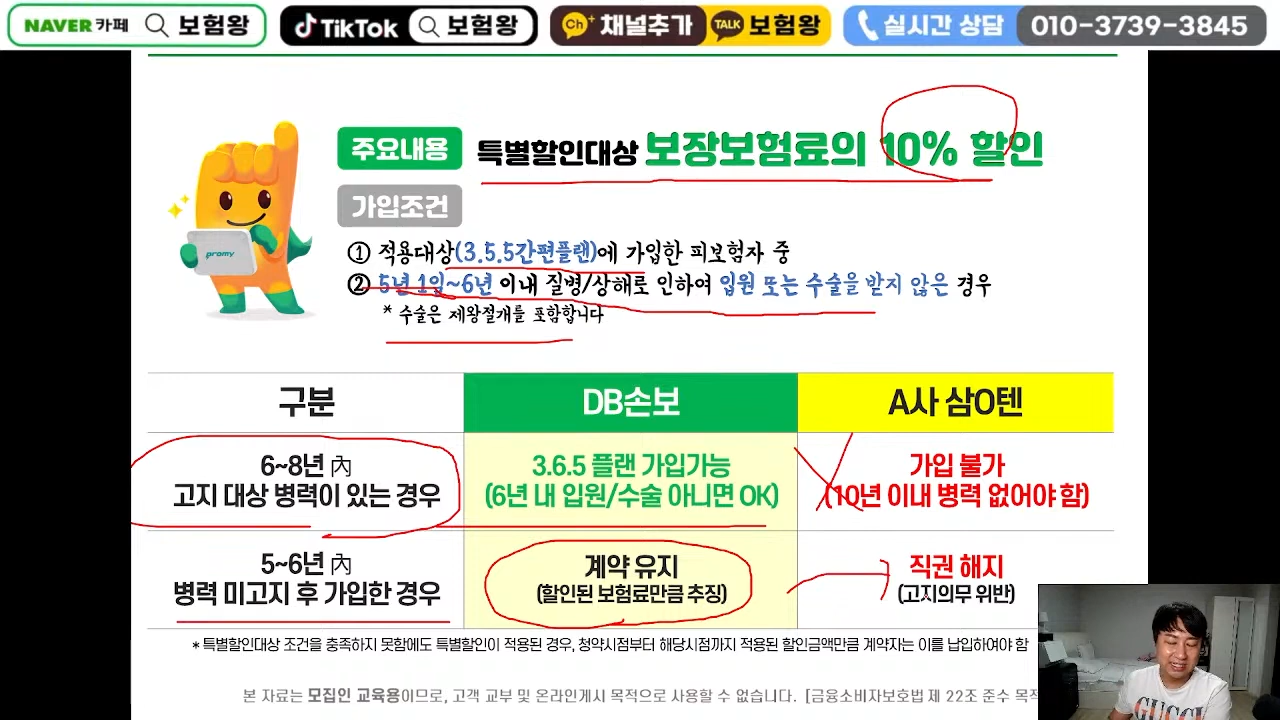 NAVER 카페 보험왕 TikTok 보험왕 Ch+ 채널추가 TALK 보험왕 실시간 상담 010-3739-3845
주요내용 특별할인대상 보장보험료의 10% 할인
가입조건
promy
① 적용대상(3.5.5간편플랜)에 가입한 피보험자 중
② 5년 1일~6년 이내 질병/상해로 인하여 입원 또는 수술을 받지 않은 경우
* 수술은 제왕절개를 포함합니다
구분 DB손보 A사 삼O텐
6~8년 內
고지 대상 병력이 있는 경우
3.6.5 플랜 가입가능
(6년 내 입원/수술 아니면 OK)
가입 불가
(10년 이내 병력 없어야 함)
5~6년 內
병력 미고지 후 가입한 경우
계약 유지
(할인된 보험료만큼 추징)
직권 해지
(고지의무 위반)
* 특별할인대상 조건을 충족하지 못함에도 특별할인이 적용된 경우, 청약시점부터 해당시점까지 적용된 할인금액만큼 계약자는 이를 납입하여야 함
본 자료는 모집인 교육용이므로, 고객 교부 및 온라인게시 목적으로 사용할 수 없습니다. [금융소비자보호법 제 22조 준수 목적
GUCCI